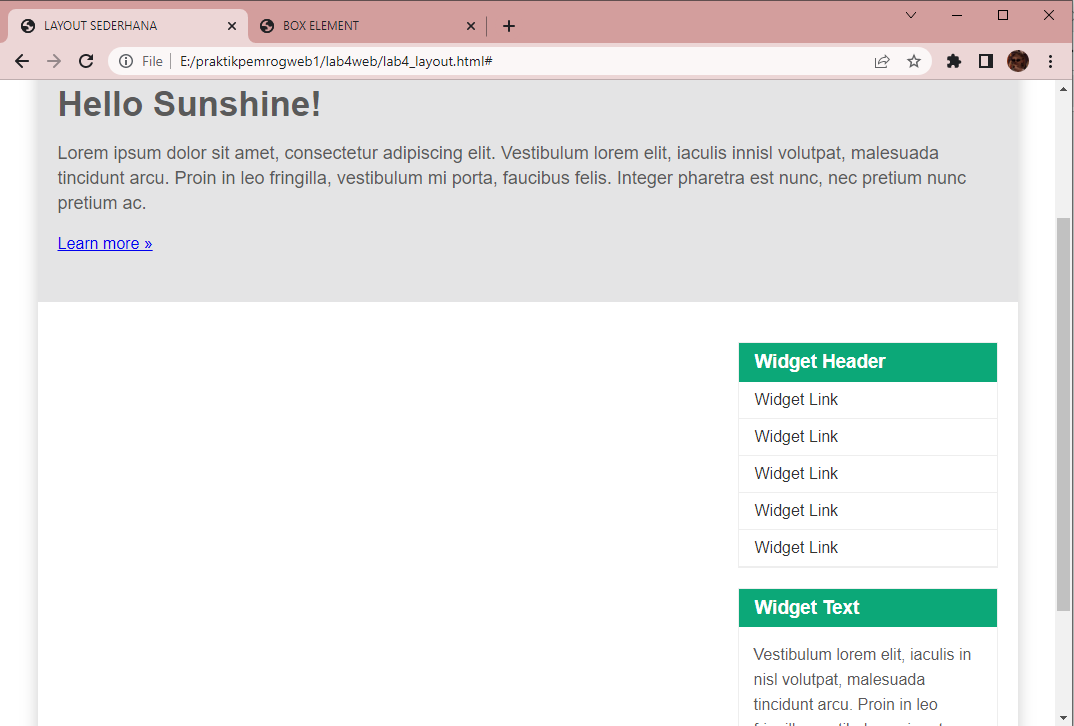 LAYOUT SEDERHANA
BOX ELEMENT
File
E:/praktikpemrogweb1/lab4web/lab4_layout.html#
Hello Sunshine!
Lorem ipsum dolor sit amet, consectetur adipiscing elit. Vestibulum lorem elit, iaculis innisl volutpat, malesuada
tincidunt arcu. Proin in leo fringilla, vestibulum mi porta, faucibus felis. Integer pharetra est nunc, nec pretium nunc
pretium ac.
Learn more »
Widget Header
Widget Link
Widget Link
Widget Link
Widget Link
Widget Link
Widget Text
Vestibulum lorem elit, iaculis in
nisl volutpat, malesuada
tincidunt arcu. Proin in leo